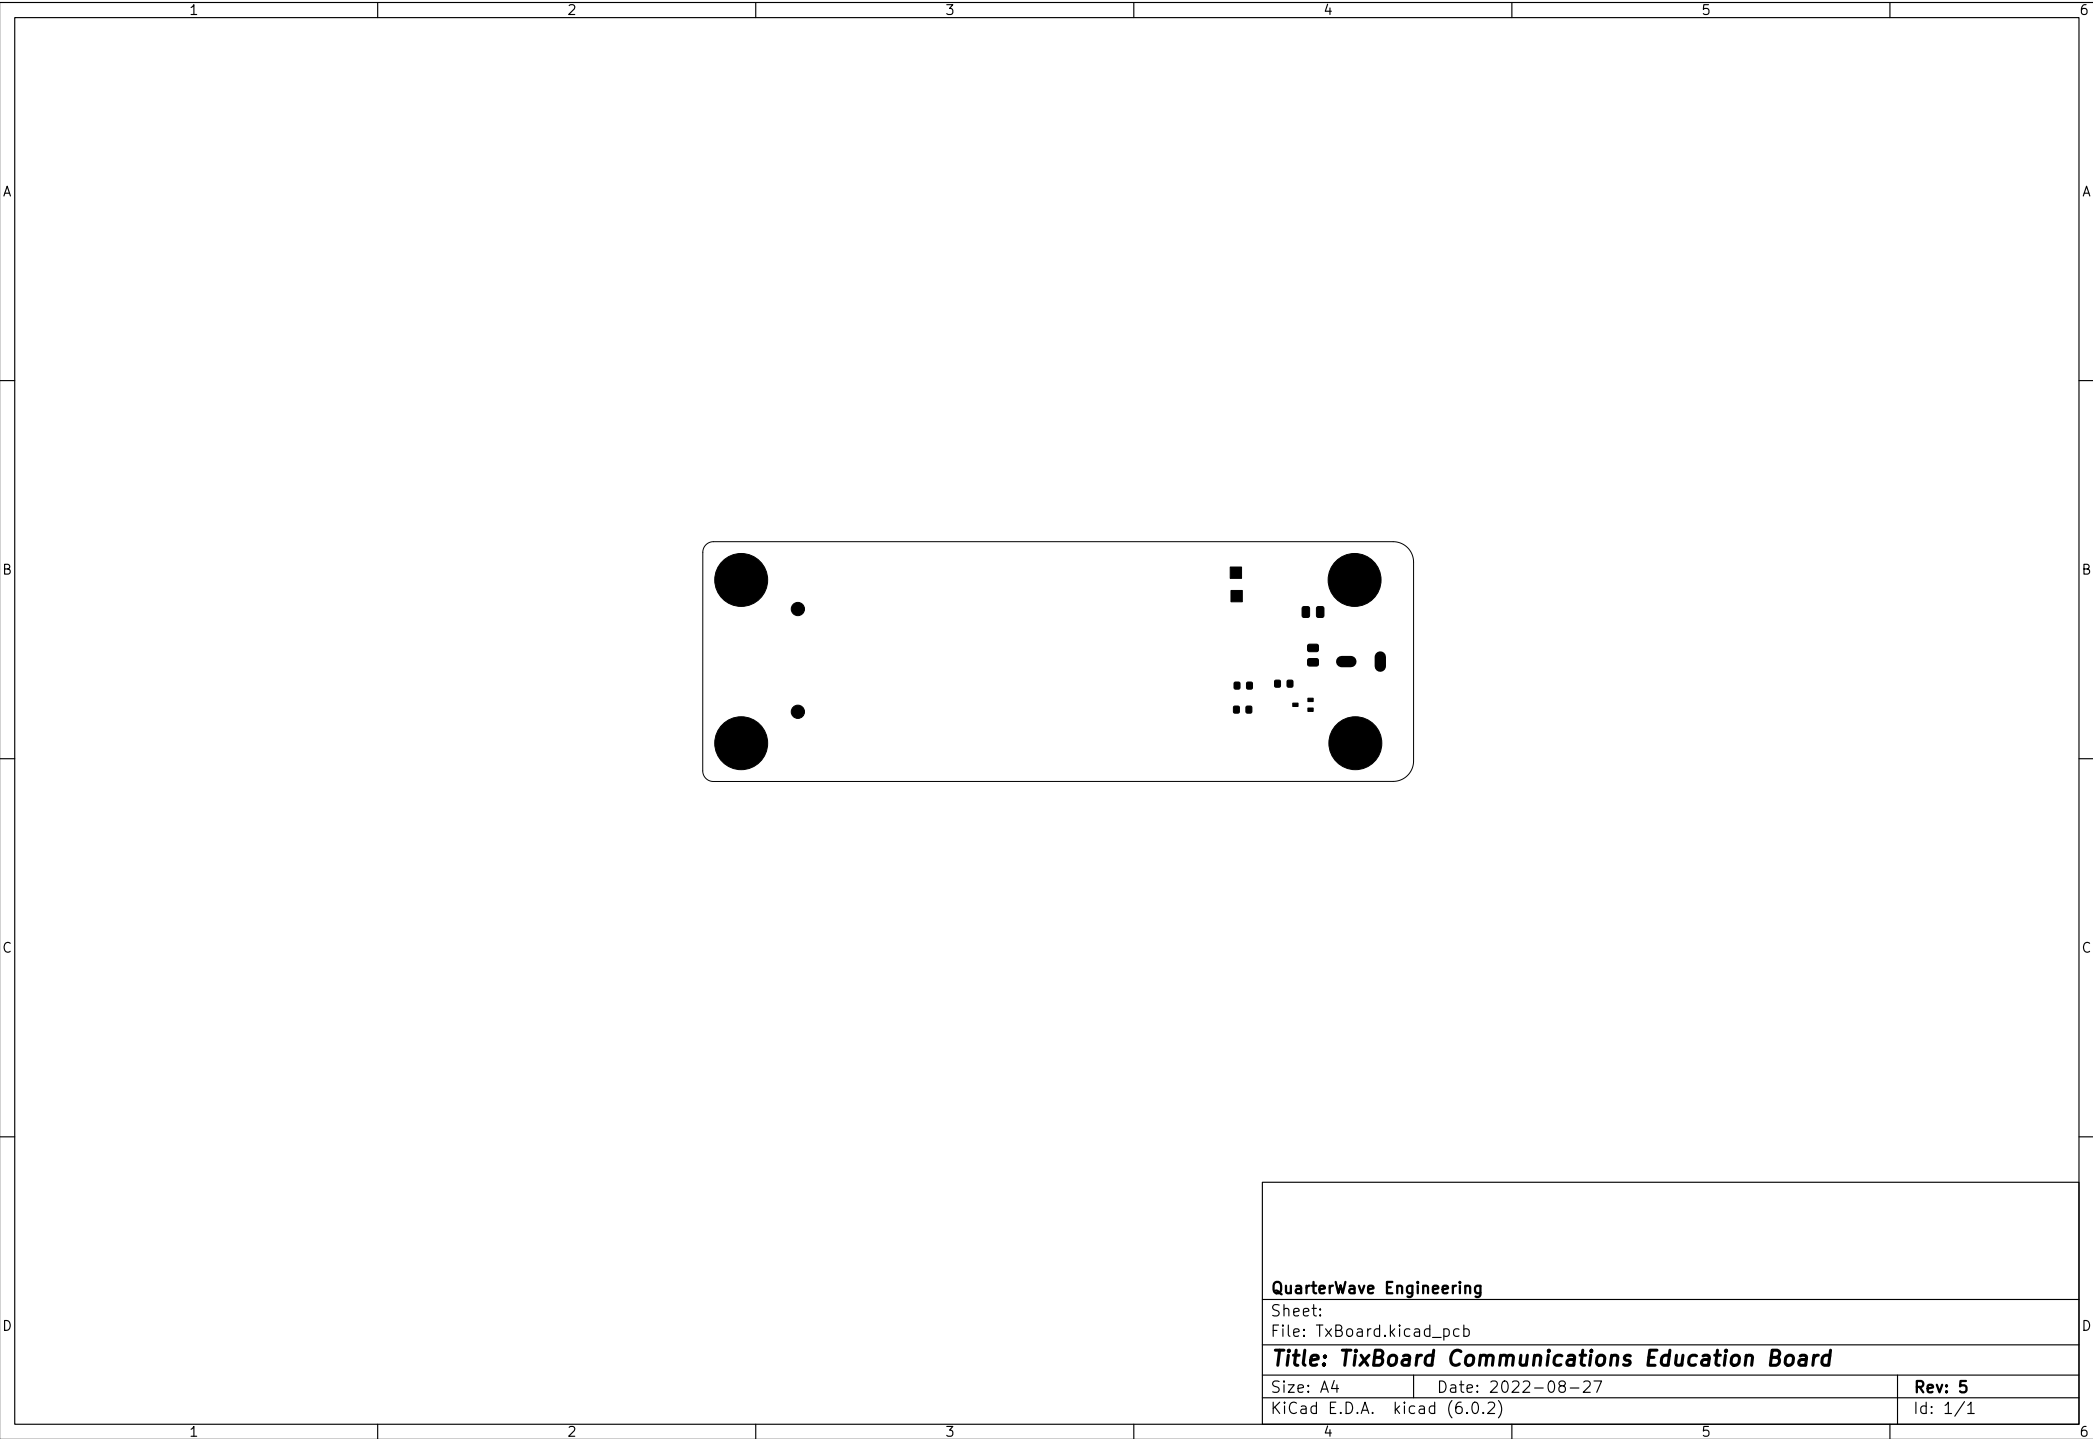 1 2 3 4 5 6
A A
B B
C C
QuarterWave Engineering
Sheet:
File: TxBoard.kicad_pcb
D D
Title: TixBoard Communications Education Board
Size: A4 Date: 2022-08-27 Rev: 5
KiCad E.D.A. kicad (6.0.2) Id: 1/1
1 2 3 4 5 6